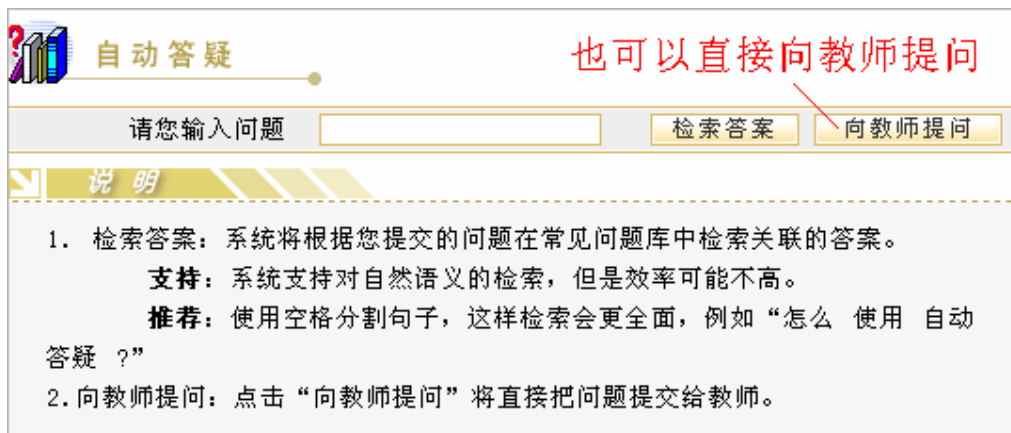 自动答疑
也可以直接向教师提问
请您输入问题 检索答案 向教师提问
说 明
1. 检索答案：系统将根据您提交的问题在常见问题库中检索关联的答案。
支持：系统支持对自然语义的检索，但是效率可能不高。
推荐：使用空格分割句子，这样检索会更全面，例如“怎么 使用 自动
答疑 ?”
2.向教师提问：点击“向教师提问”将直接把问题提交给教师。